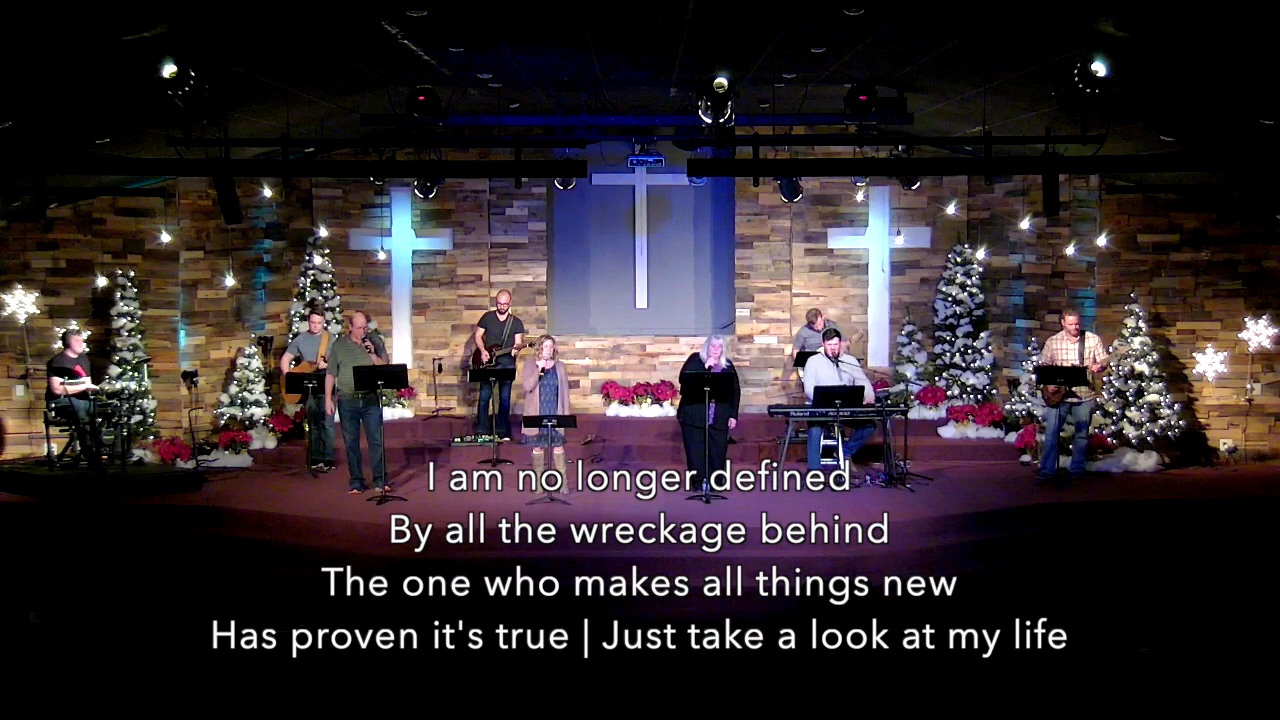 Roland
I am no longer defined
By all the wreckage behind
The one who makes all things new
Has proven it's true | Just take a look at my life